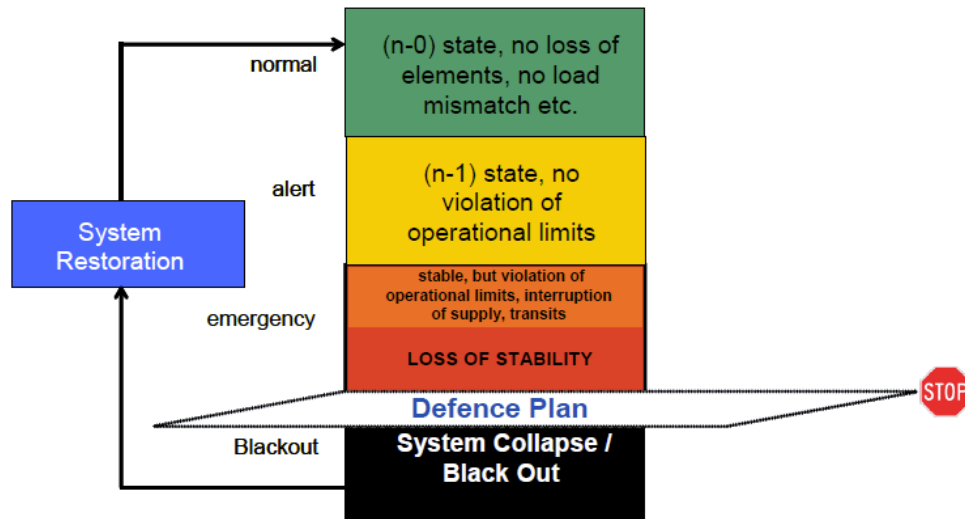 normal
(n-0) state, no loss of
elements, no load
mismatch etc.
alert
(n-1) state, no
violation of
operational limits
System
Restoration
stable, but violation of
operational limits, interruption
of supply, transits
emergency
LOSS OF STABILITY
STOP
Defence Plan
Blackout
System Collapse /
Black Out